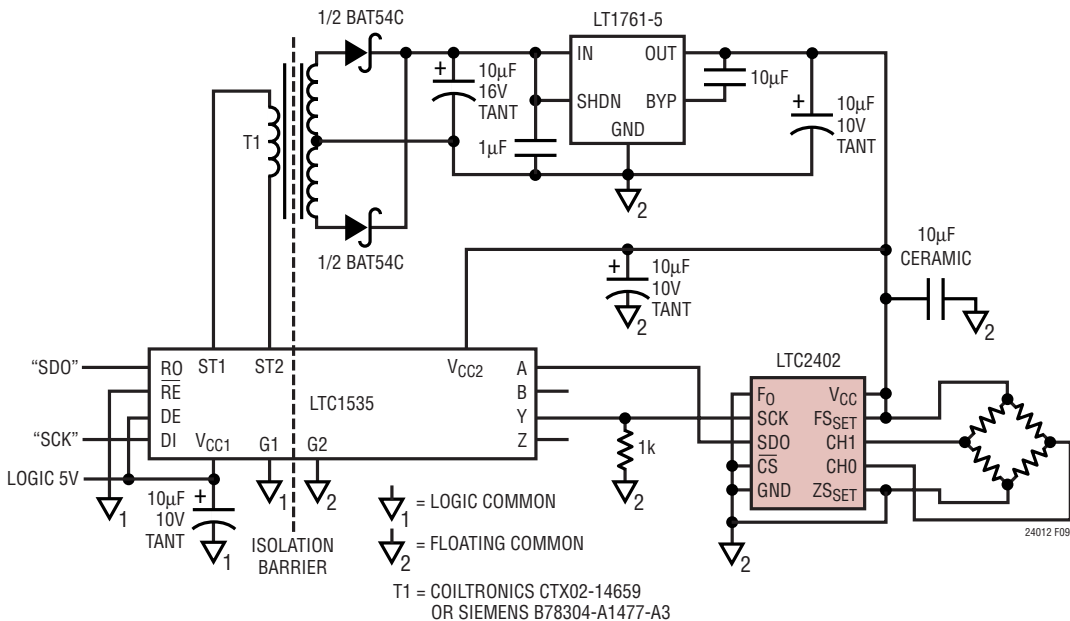 1/2 BAT54C
LT1761-5
IN OUT
+
10µF
16V
TANT
SHDN BYP
10µF
GND
+
10µF
10V
TANT
T1
1µF
2
1/2 BAT54C
+
10µF
10V
TANT
2
10µF
CERAMIC
2
"SDO"
"SCK"
LOGIC 5V
RO ST1 ST2 VCC2 A
RE
DE
DI
VCC1 G1 G2
LTC1535
B
Y
Z
1k
2
LTC2402
FO VCC
SCK FSSET
SDO CH1
CS CH0
GND ZSSET
2
1
+
10µF
10V
TANT
1
1
2
ISOLATION
BARRIER
1 = LOGIC COMMON
2 = FLOATING COMMON
T1 = COILTRONICS CTX02-14659
OR SIEMENS B78304-A1477-A3
24012 F09